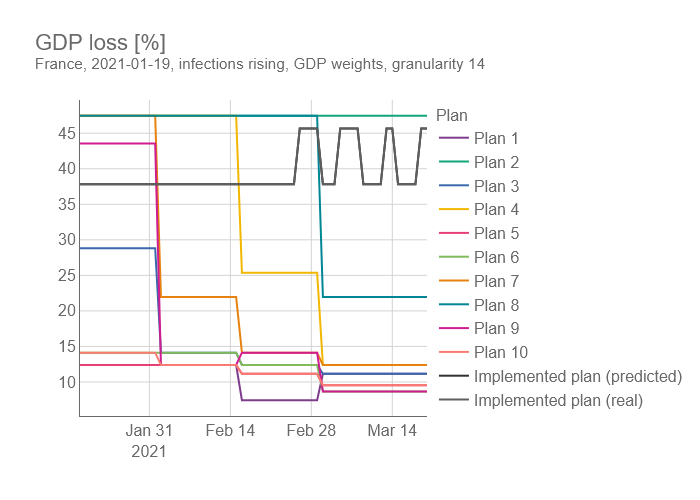 GDP loss [%]
France, 2021-01-19, infections rising, GDP weights, granularity 14
Plan
45
40
35
30
25
20
15
10
Jan 31
2021
Feb 14
Feb 28
Mar 14
Plan 1
Plan 2
Plan 3
Plan 4
Plan 5
Plan 6
Plan 7
Plan 8
Plan 9
Plan 10
Implemented plan (predicted)
Implemented plan (real)